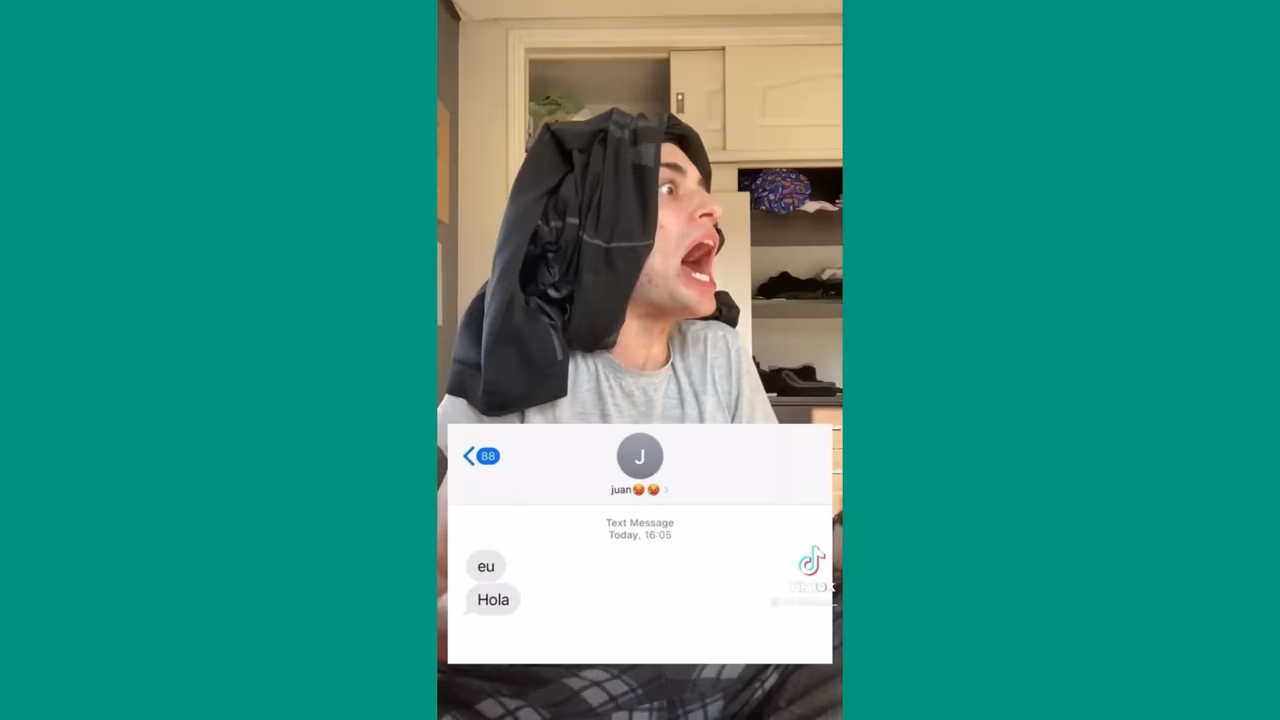 88
J
juan🥵🥵
Text Message
Today, 16:05
eu
Hola
TikTok